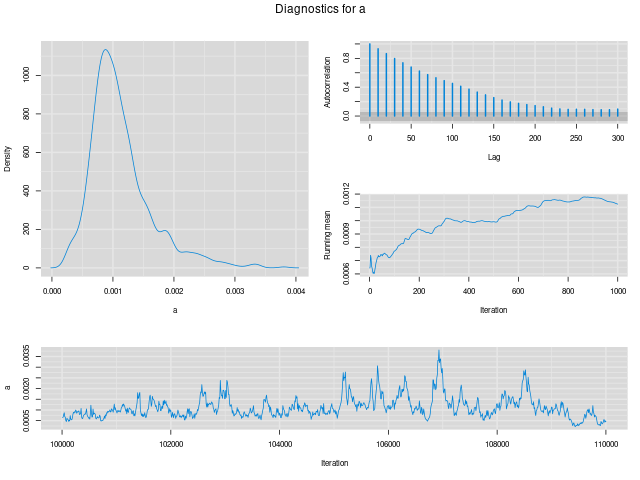 Diagnostics for a
Density
0 200 400 600 800 1000
0.000 0.001 0.002 0.003 0.004
a
Autocorrelation
0.0 0.4 0.8
0 50 100 150 200 250 300
Lag
Running mean
0.0006 0.0009 0.0012
0 200 400 600 800 1000
Iteration
a
0.0005 0.0020 0.0035
100000 102000 104000 106000 108000 110000
Iteration